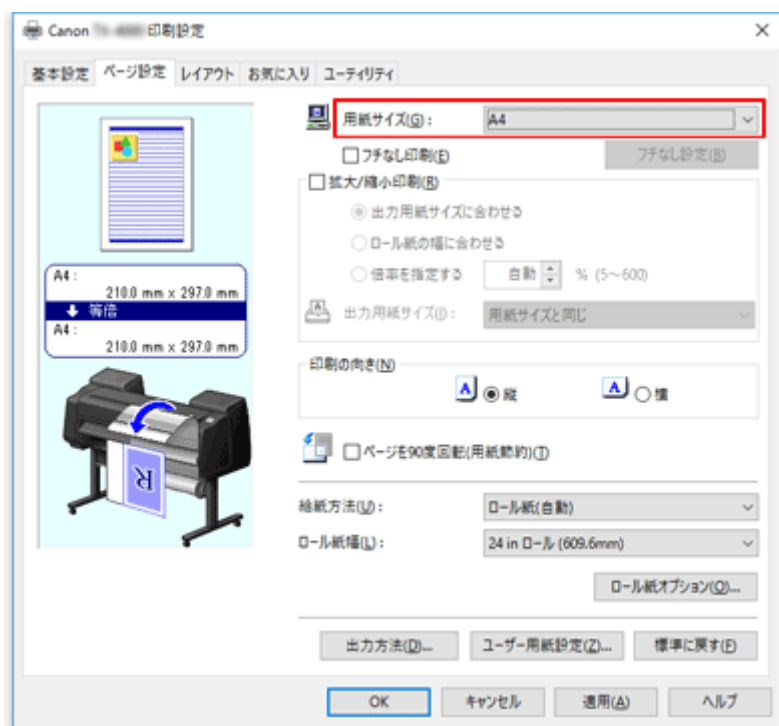 Canon 印刷設定
基本設定 ページ設定 レイアウト お気に入り ユーティリティ
用紙サイズ(G): A4
フチなし印刷(E) フチなし設定(B)
拡大/縮小印刷(R)
出力用紙サイズに合わせる
ロール紙の幅に合わせる
倍率を指定する 自動 % (5～600)
出力用紙サイズ(I): 用紙サイズと同じ
A4 :
210.0 mm x 297.0 mm
等倍
A4 :
210.0 mm x 297.0 mm
印刷の向き(N)
A 縦 A 横
R
ページを90度回転(用紙節約)(T)
給紙方法(U): ロール紙(自動)
ロール紙幅(L): 24 in ロール (609.6mm)
ロール紙オプション(O)...
出力方法(D)... ユーザー用紙設定(Z)... 標準に戻す(F)
OK キャンセル 適用(A) ヘルプ